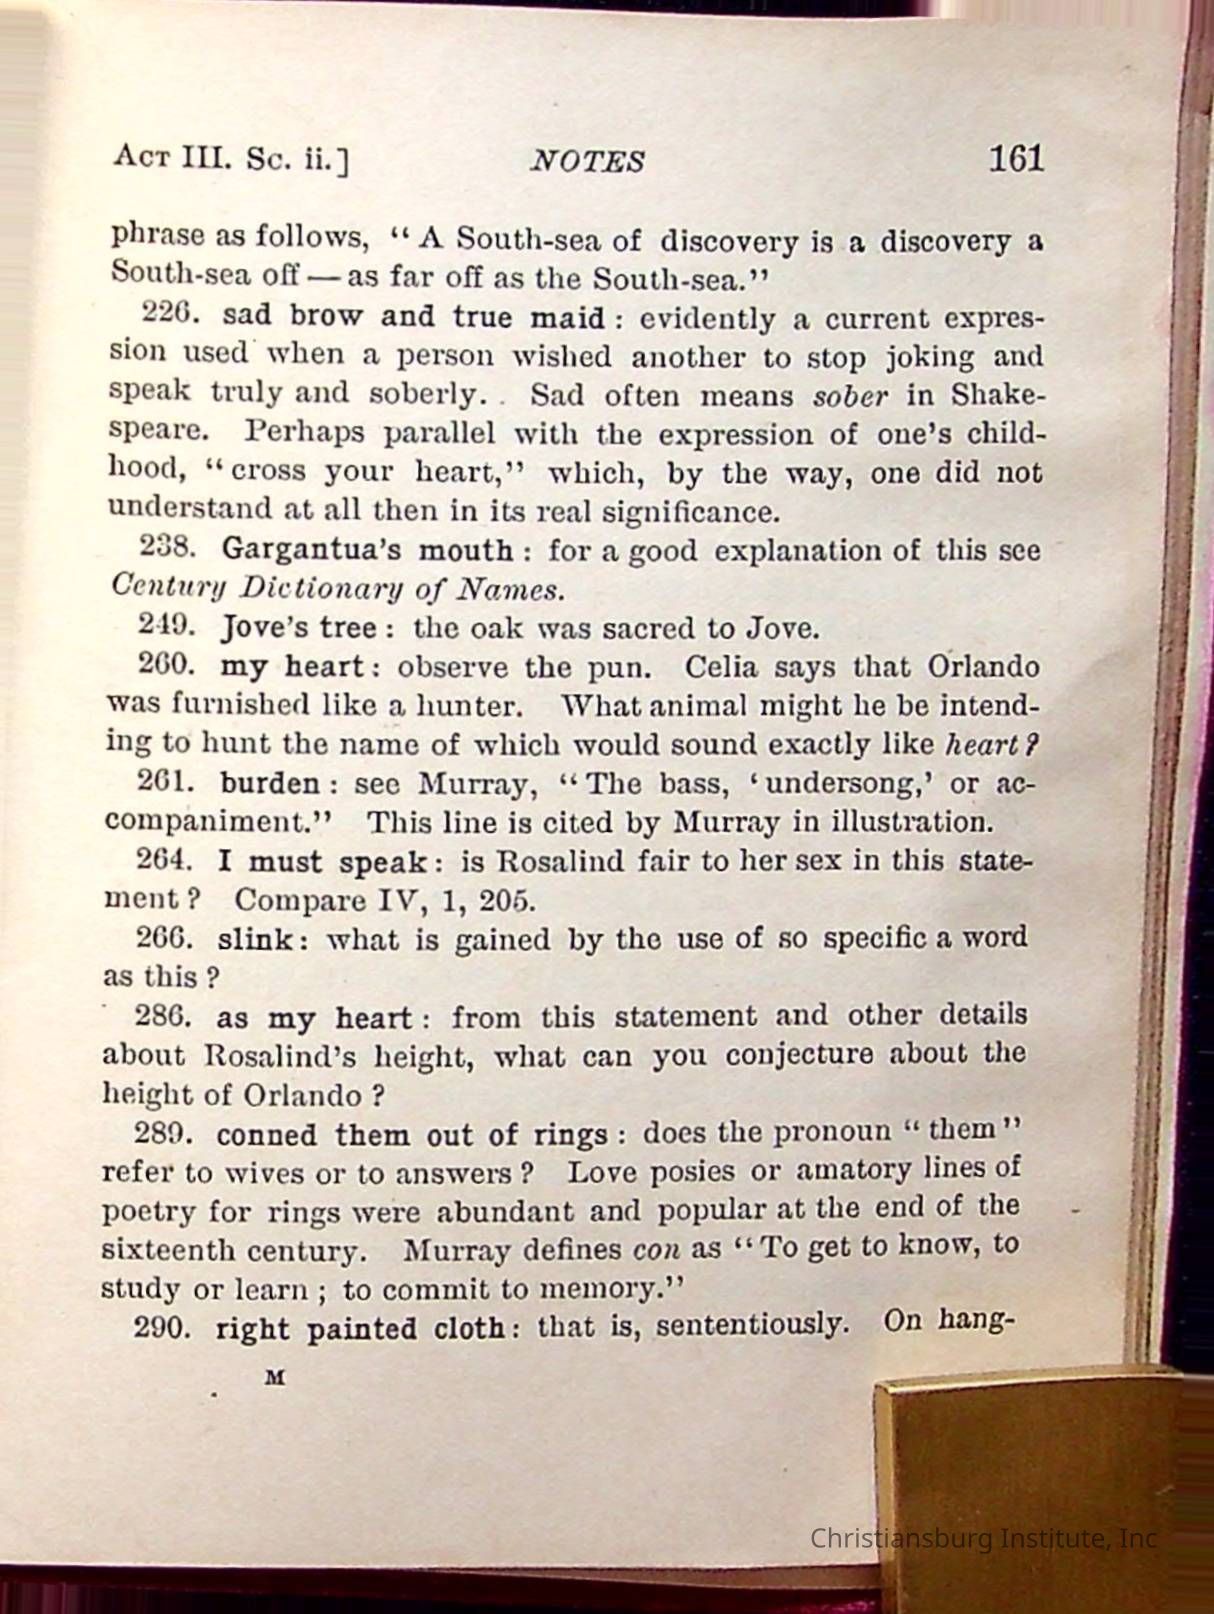 ACT III. Sc. ii.] NOTES 161
phrase as follows, “ A South-sea of discovery is a discovery a
South-sea off — as far off as the South-sea.”
226. sad brow and true maid : evidently a current expres-
sion used when a person wished another to stop joking and
speak truly and soberly. . Sad often means sober in Shake-
speare. Perhaps parallel with the expression of one's child-
hood, “cross your heart,” which, by the way, one did not
understand at all then in its real significance.
238. Gargantua's mouth : for a good explanation of this see
Century Dictionary of Names.
249. Jove's tree : the oak was sacred to Jove.
260. my heart : observe the pun. Celia says that Orlando
was furnished like a hunter. What animal might he be intend-
ing to hunt the name of which would sound exactly like heart ?
261. burden : see Murray, “The bass, ‘undersong,’ or ac-
companiment.” This line is cited by Murray in illustration.
264. I must speak : is Rosalind fair to her sex in this state-
ment ? Compare IV, 1, 205.
266. slink : what is gained by the use of so specific a word
as this ?
286. as my heart : from this statement and other details
about Rosalind's height, what can you conjecture about the
height of Orlando ?
289. conned them out of rings : does the pronoun “ them ”
refer to wives or to answers ? Love posies or amatory lines of
poetry for rings were abundant and popular at the end of the
sixteenth century. Murray defines con as “To get to know, to
study or learn ; to commit to memory.”
290. right painted cloth : that is, sententiously. On hang-
M
Christiansburg Institute, Inc